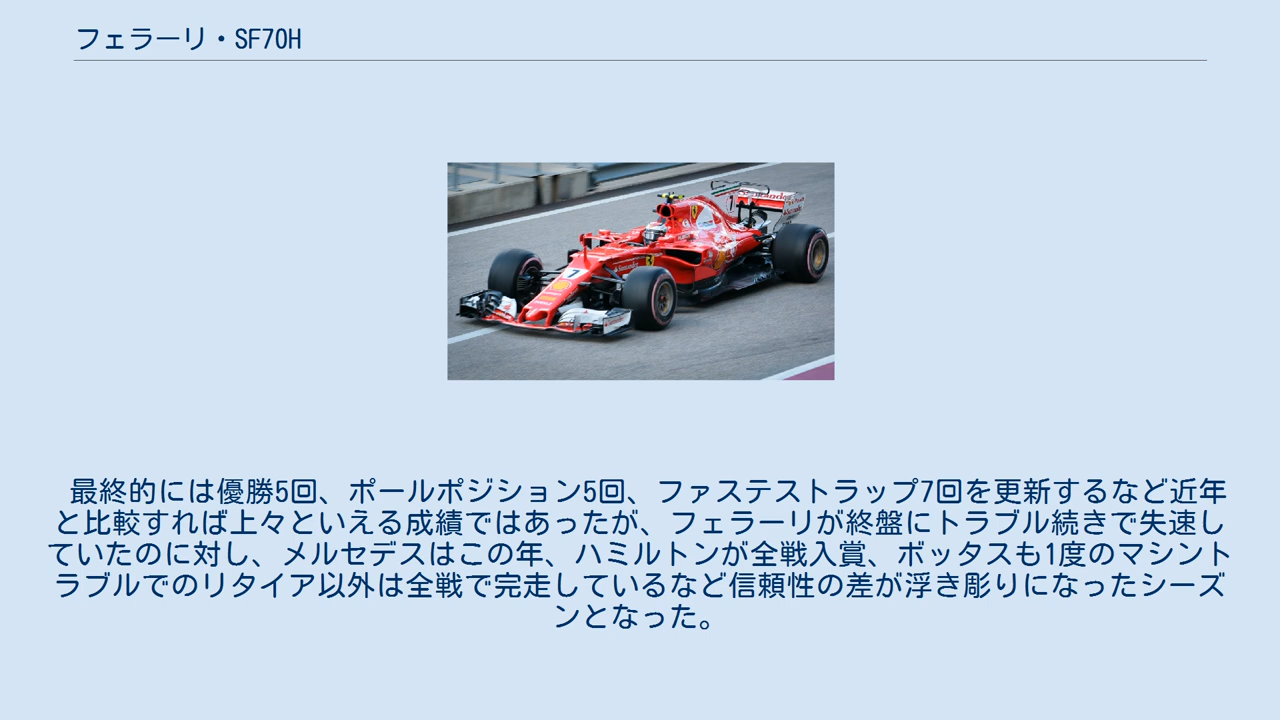 フェラーリ・SF70H
Santander
7
最終的には優勝5回、ポールポジション5回、ファステストラップ7回を更新するなど近年
と比較すれば上々といえる成績ではあったが、フェラーリが終盤にトラブル続きで失速し
ていたのに対し、メルセデスはこの年、ハミルトンが全戦入賞、ボッタスも1度のマシント
ラブルでのリタイア以外は全戦で完走しているなど信頼性の差が浮き彫りになったシーズ
ンとなった。